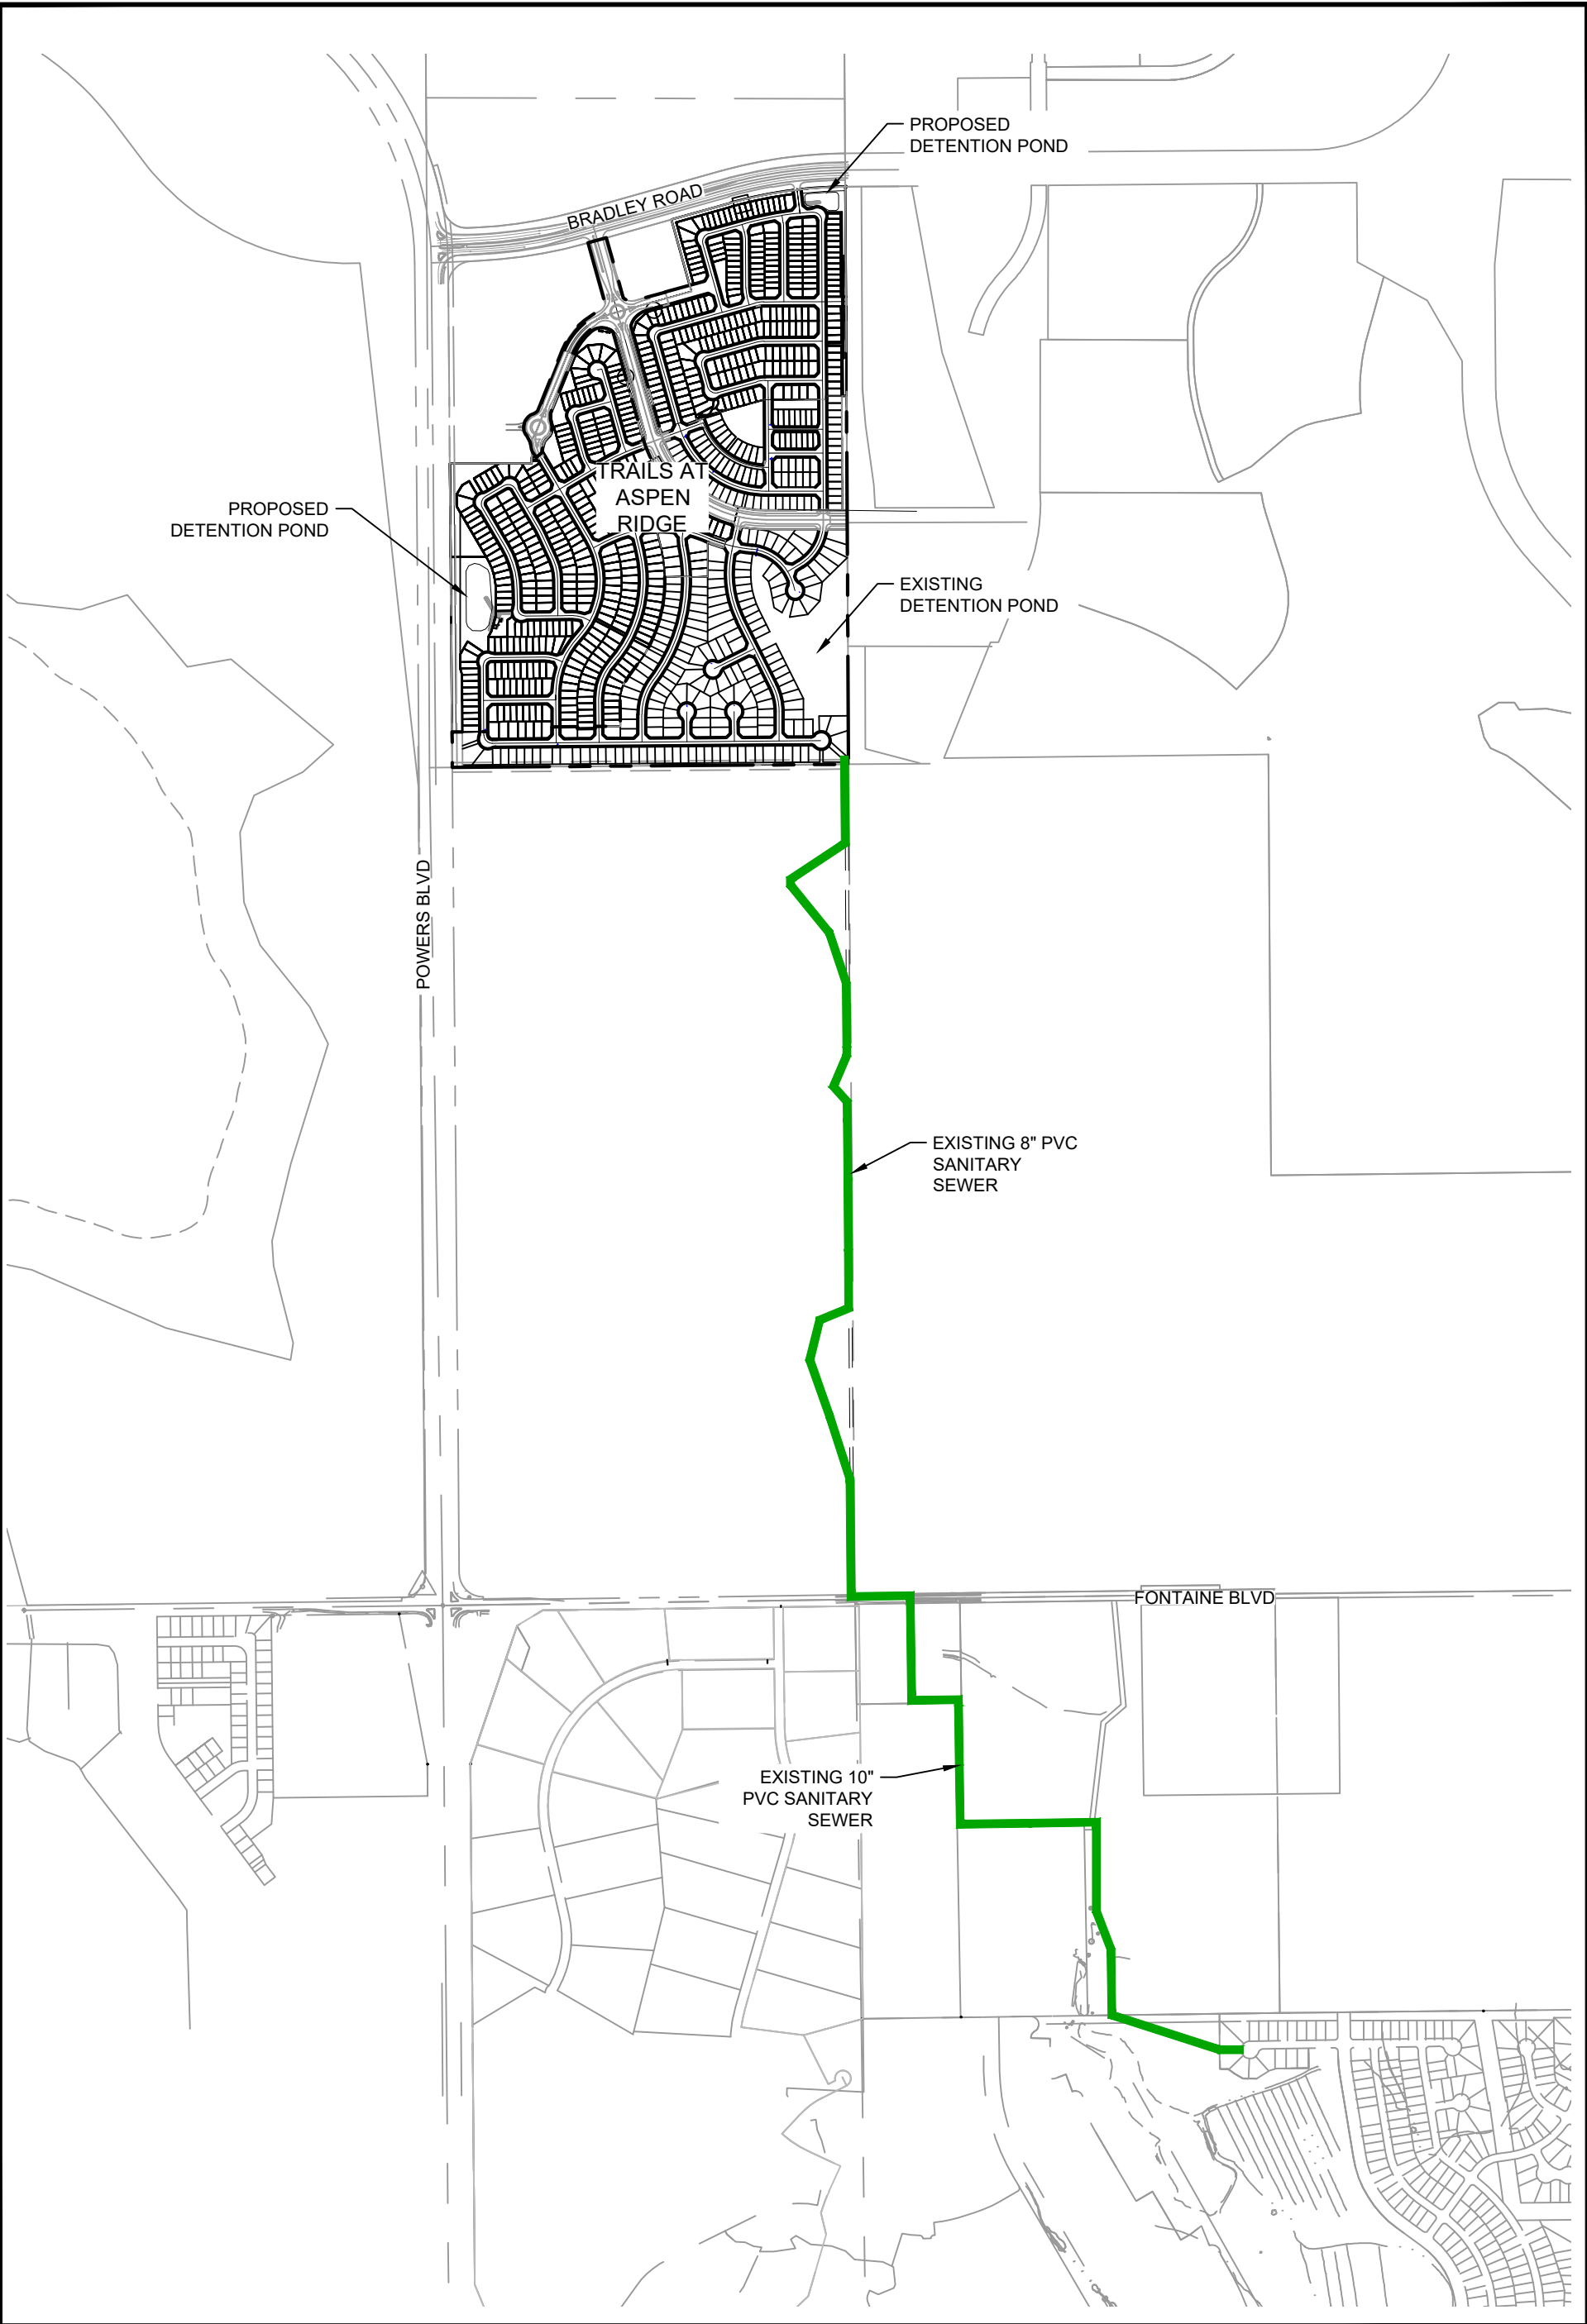 PROPOSED
DETENTION POND
BRADLEY ROAD
TRAILS AT
ASPEN
RIDGE
PROPOSED
DETENTION POND
EXISTING
DETENTION POND
POWERS BLVD
EXISTING 8" PVC
SANITARY
SEWER
FONTAINE BLVD
EXISTING 10"
PVC SANITARY
SEWER